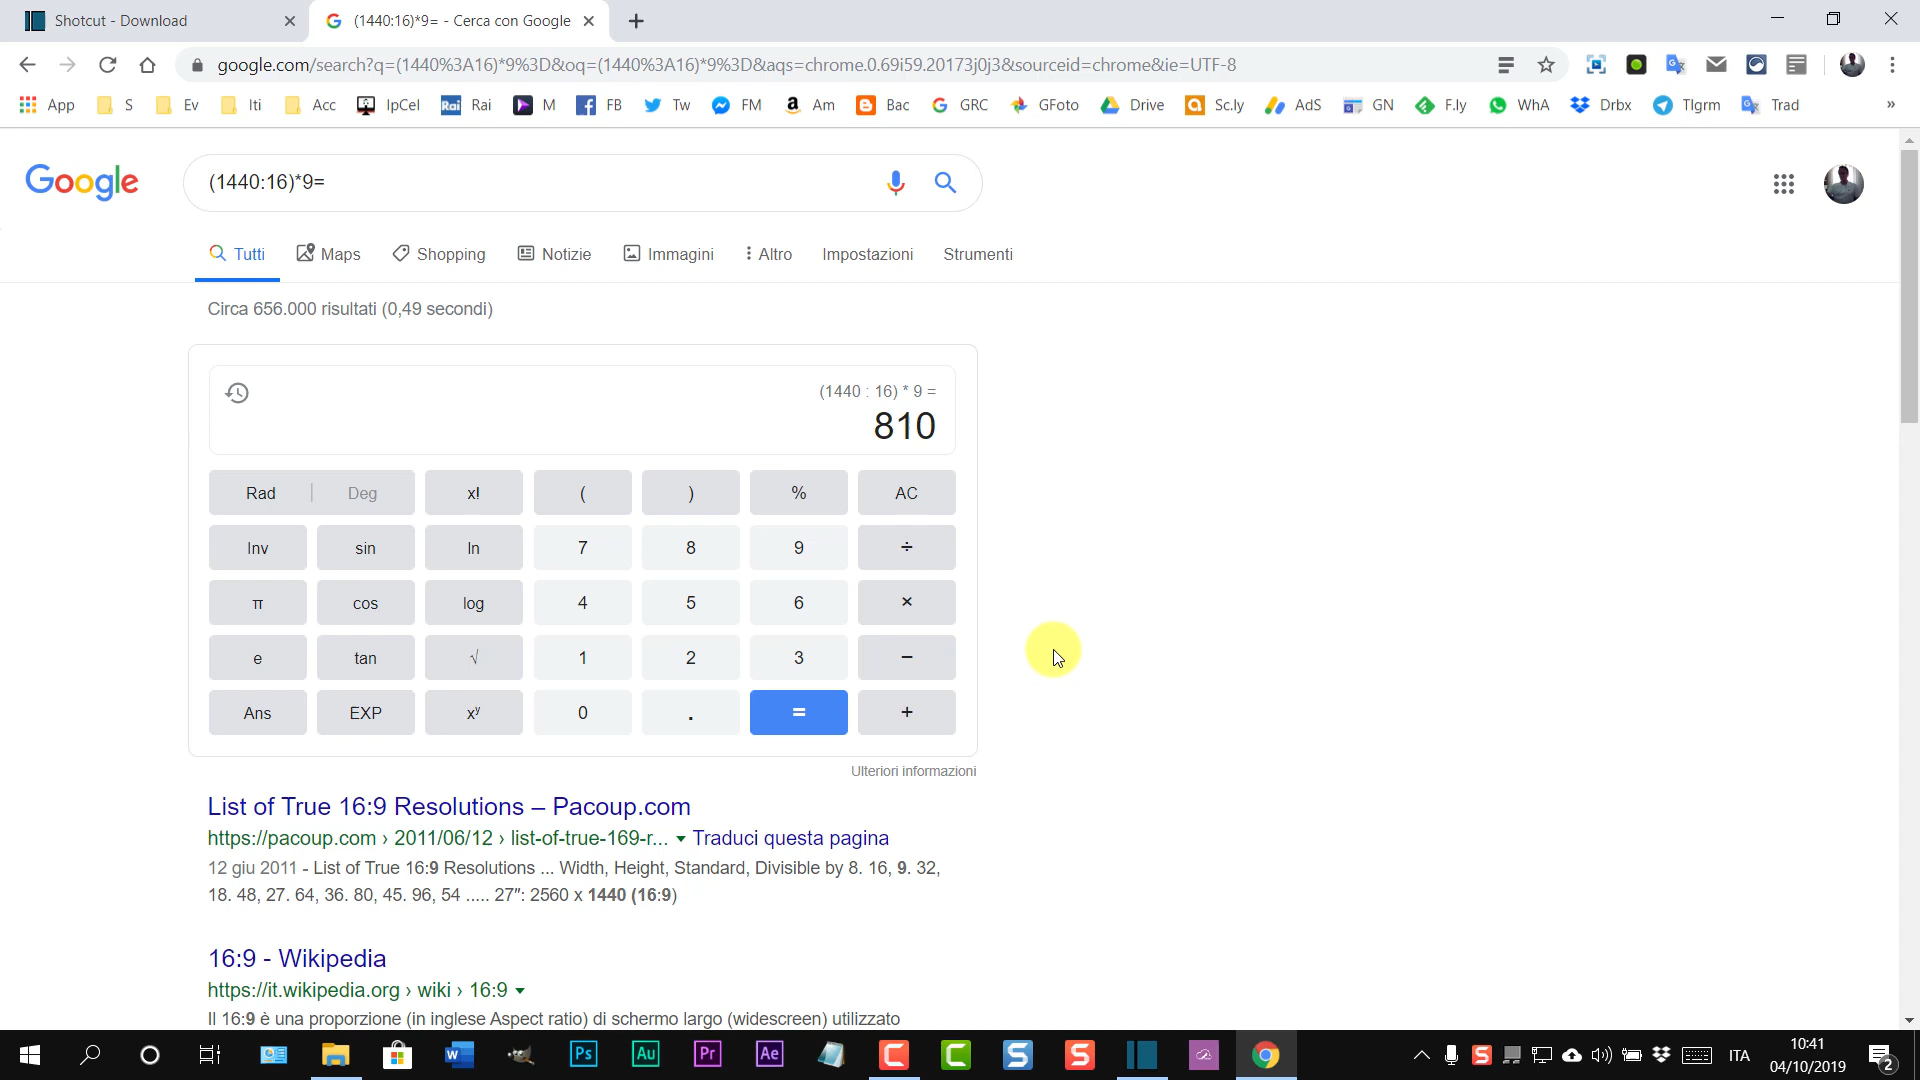 Shotcut - Download
(1440:16)*9= - Cerca con Google
google.com/search?q=(1440%3A16)*9%3D&oq=(1440%3A16)*9%3D&aqs=chrome.0.69i59.20173j0j3&sourceid=chrome&ie=UTF-8
App S Ev Iti Acc IpCel Rai Rai M FB Tw FM Am Bac GRC GFoto Drive Sc.ly AdS GN F.ly WhA Drbx Tlgrm Trad »
Google
(1440:16)*9=
Tutti Maps Shopping Notizie Immagini Altro Impostazioni Strumenti
Circa 656.000 risultati (0,49 secondi)
(1440 : 16) * 9 =
810
Rad | Deg x! ( ) % AC
Inv sin ln 7 8 9 ÷
π cos log 4 5 6 ×
e tan √ 1 2 3 −
Ans EXP xʸ 0 . = +
Ulteriori informazioni
List of True 16:9 Resolutions – Pacoup.com
https://pacoup.com › 2011/06/12 › list-of-true-169-r... Traduci questa pagina
12 giu 2011 - List of True 16:9 Resolutions ... Width, Height, Standard, Divisible by 8. 16, 9. 32,
18. 48, 27. 64, 36. 80, 45. 96, 54 ..... 27″: 2560 x 1440 (16:9)
16:9 - Wikipedia
https://it.wikipedia.org › wiki › 16:9
Il 16:9 è una proporzione (in inglese Aspect ratio) di schermo largo (widescreen) utilizzato
W Ps Au Pr Ae C C S S S ITA
10:41
04/10/2019
2